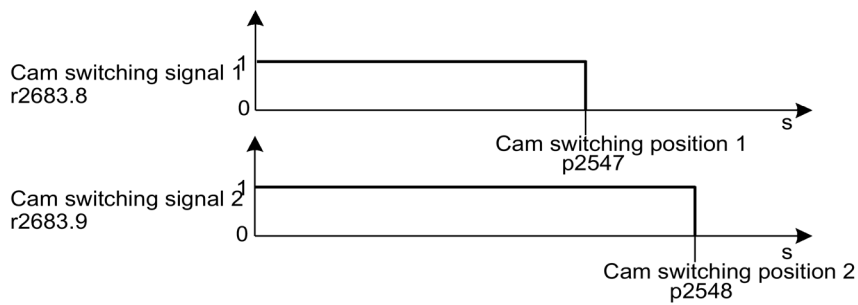 Cam switching signal 1
r2683.8
1
0
s
Cam switching position 1
p2547
Cam switching signal 2
r2683.9
1
0
s
Cam switching position 2
p2548